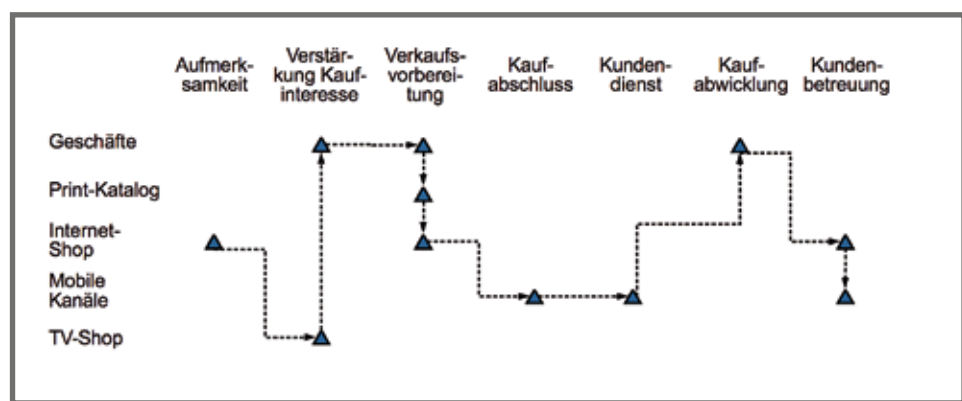 Aufmerk-
samkeit
Verstär-
kung Kauf-
interesse
Verkaufs-
vorberei-
tung
Kauf-
abschluss
Kunden-
dienst
Kauf-
abwicklung
Kunden-
betreuung
Geschäfte
Print-Katalog
Internet-
Shop
Mobile
Kanäle
TV-Shop